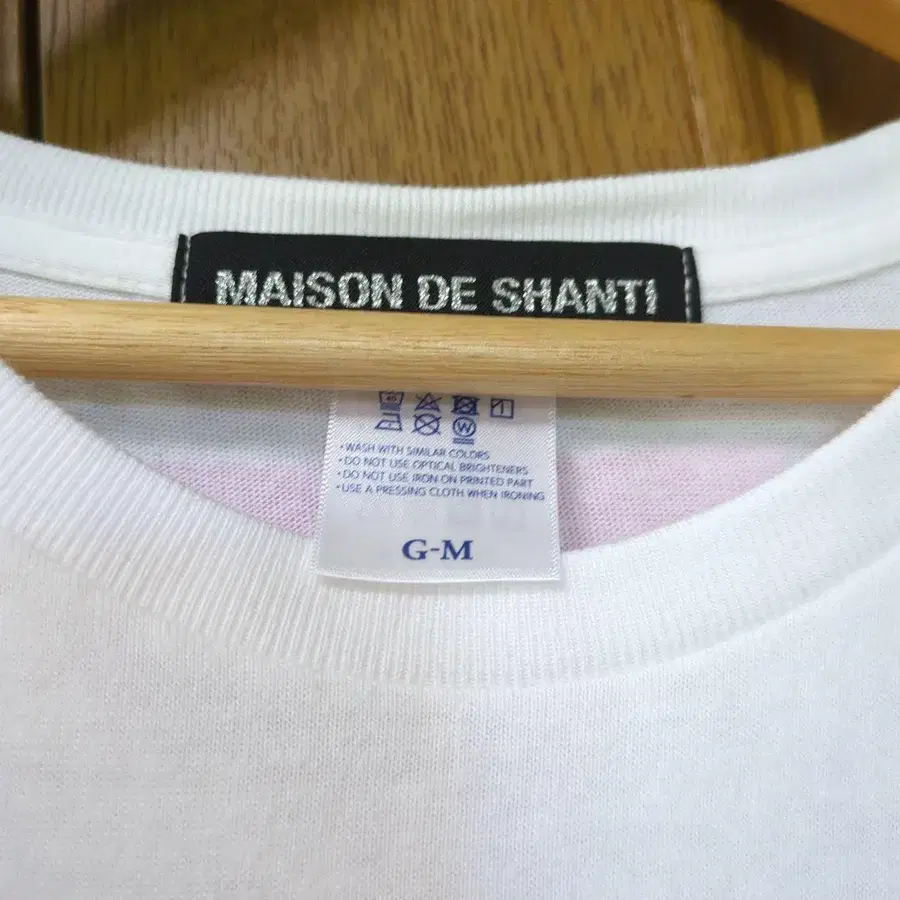 MAISON DE SHANTI
40
W
• WASH WITH SIMILAR COLORS
• DO NOT USE OPTICAL BRIGHTENERS
• DO NOT USE IRON ON PRINTED PART
• USE A PRESSING CLOTH WHEN IRONING
G-M